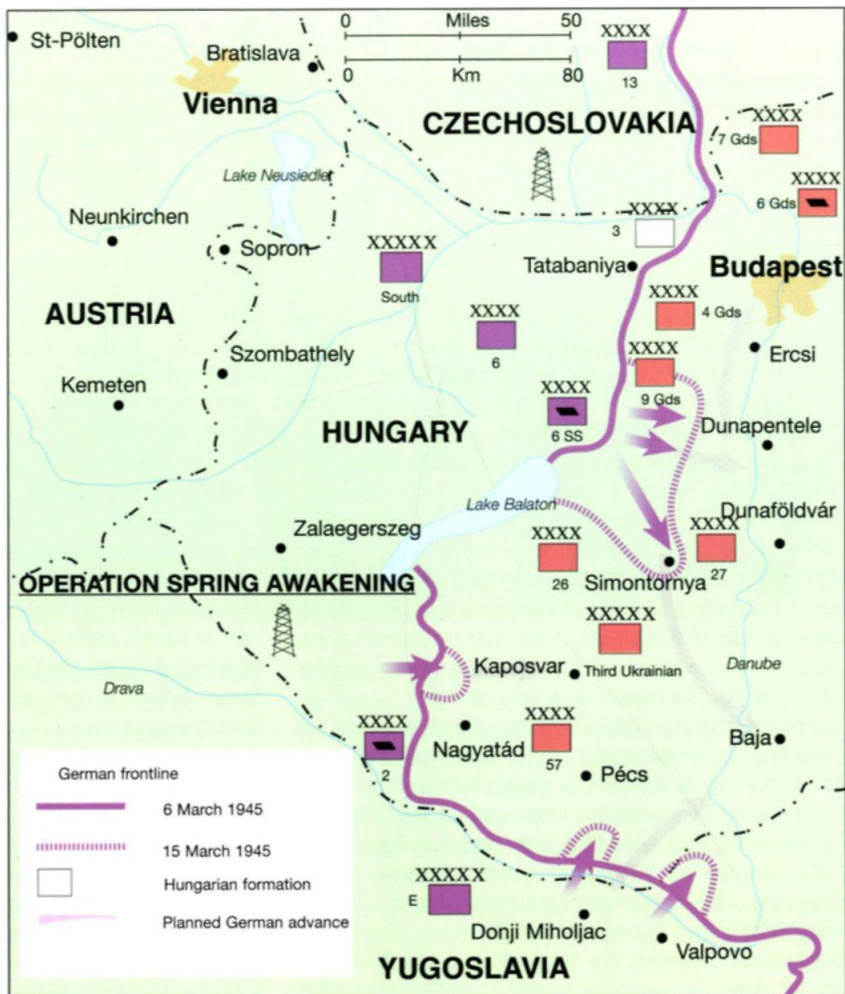 0 Miles 50
0 Km 80
St-Pölten
Bratislava
Vienna
XXXX
13
CZECHOSLOVAKIA
XXXX
7 Gds
Lake Neusiedler
XXXX
6 Gds
Neunkirchen
Sopron
XXXX
3
XXXXX
South
Tatabaniya
Budapest
AUSTRIA
XXXX
4 Gds
XXXX
6
Szombathely
XXXX
9 Gds
Ercsi
Kemeten
XXXX
6 SS
HUNGARY
Dunapentele
Lake Balaton
Dunaföldvár
Zalaegerszeg
XXXX
26
XXXX
27
Simontornya
OPERATION SPRING AWAKENING
XXXXX
Third Ukrainian
Kaposvar
Danube
Drava
XXXX
2
Nagyatád
XXXX
57
Baja
Pécs
German frontline
6 March 1945
15 March 1945
Hungarian formation
Planned German advance
XXXXX
E
Donji Miholjac
Valpovo
YUGOSLAVIA